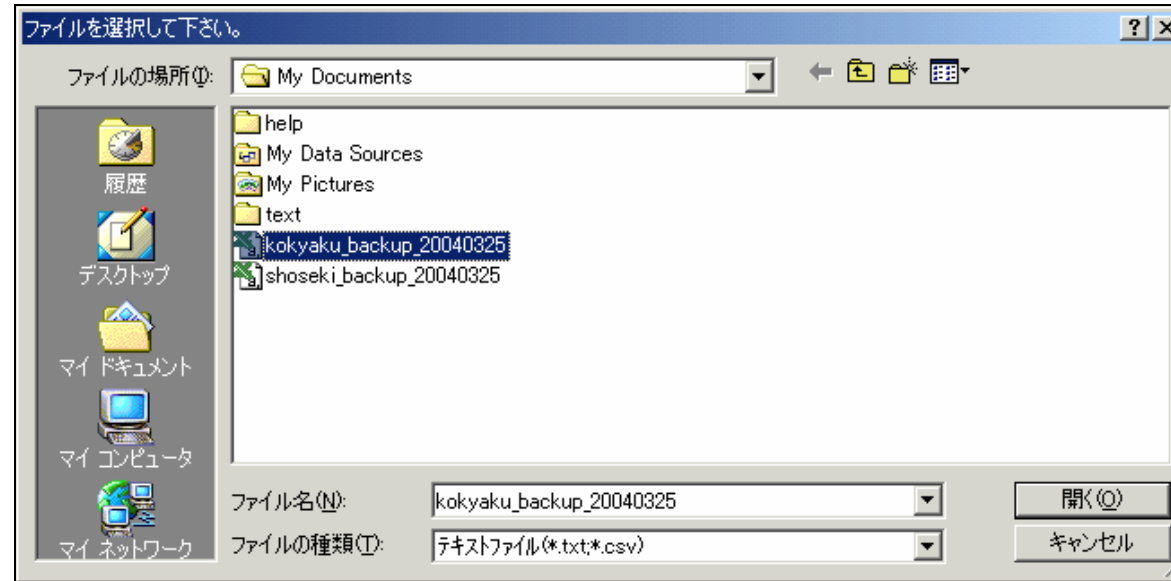 ファイルを選択して下さい。
ファイルの場所(I):
My Documents
履歴
デスクトップ
マイ ドキュメント
マイ コンピュータ
マイ ネットワーク
help
My Data Sources
My Pictures
text
kokyaku_backup_20040325
shoseki_backup_20040325
ファイル名(N):
kokyaku_backup_20040325
開く(O)
ファイルの種類(T):
テキストファイル(*.txt;*.csv)
キャンセル